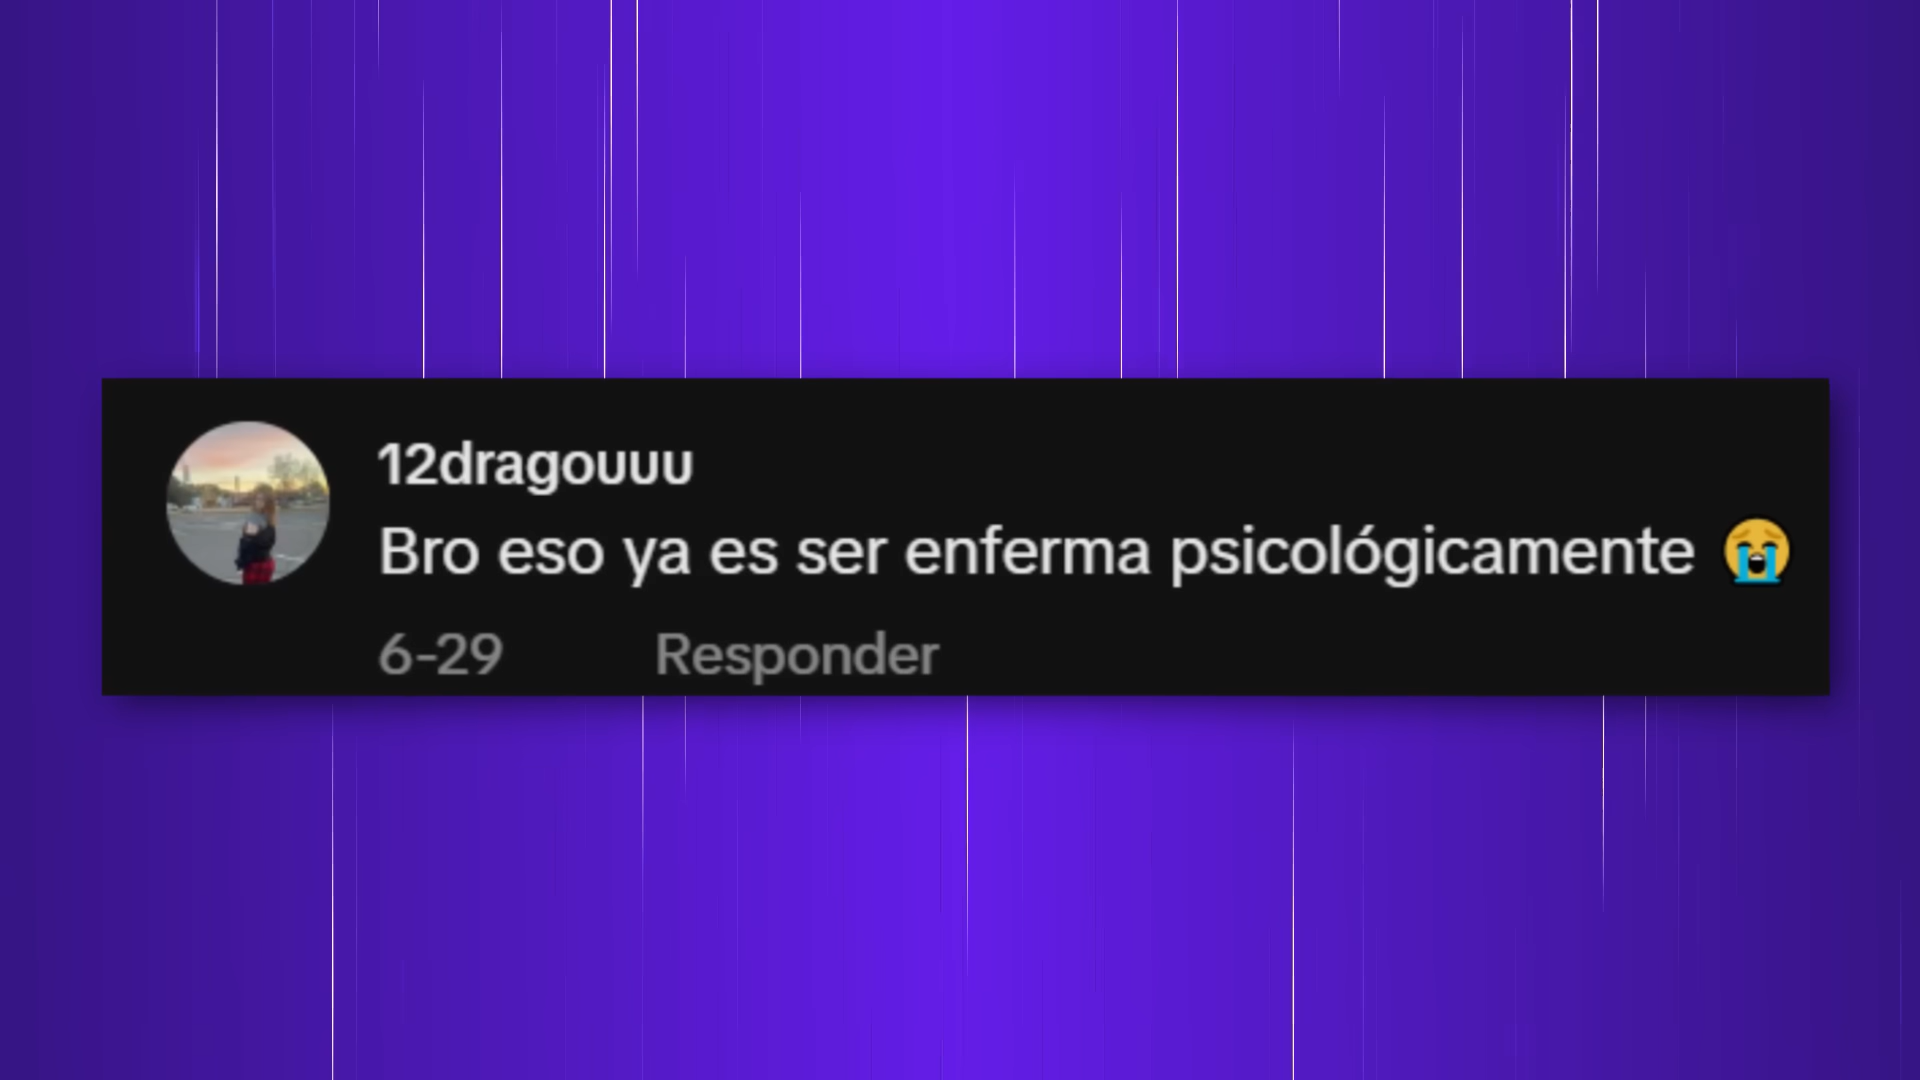 12dragouuu
Bro eso ya es ser enferma psicológicamente 😭
6-29 Responder